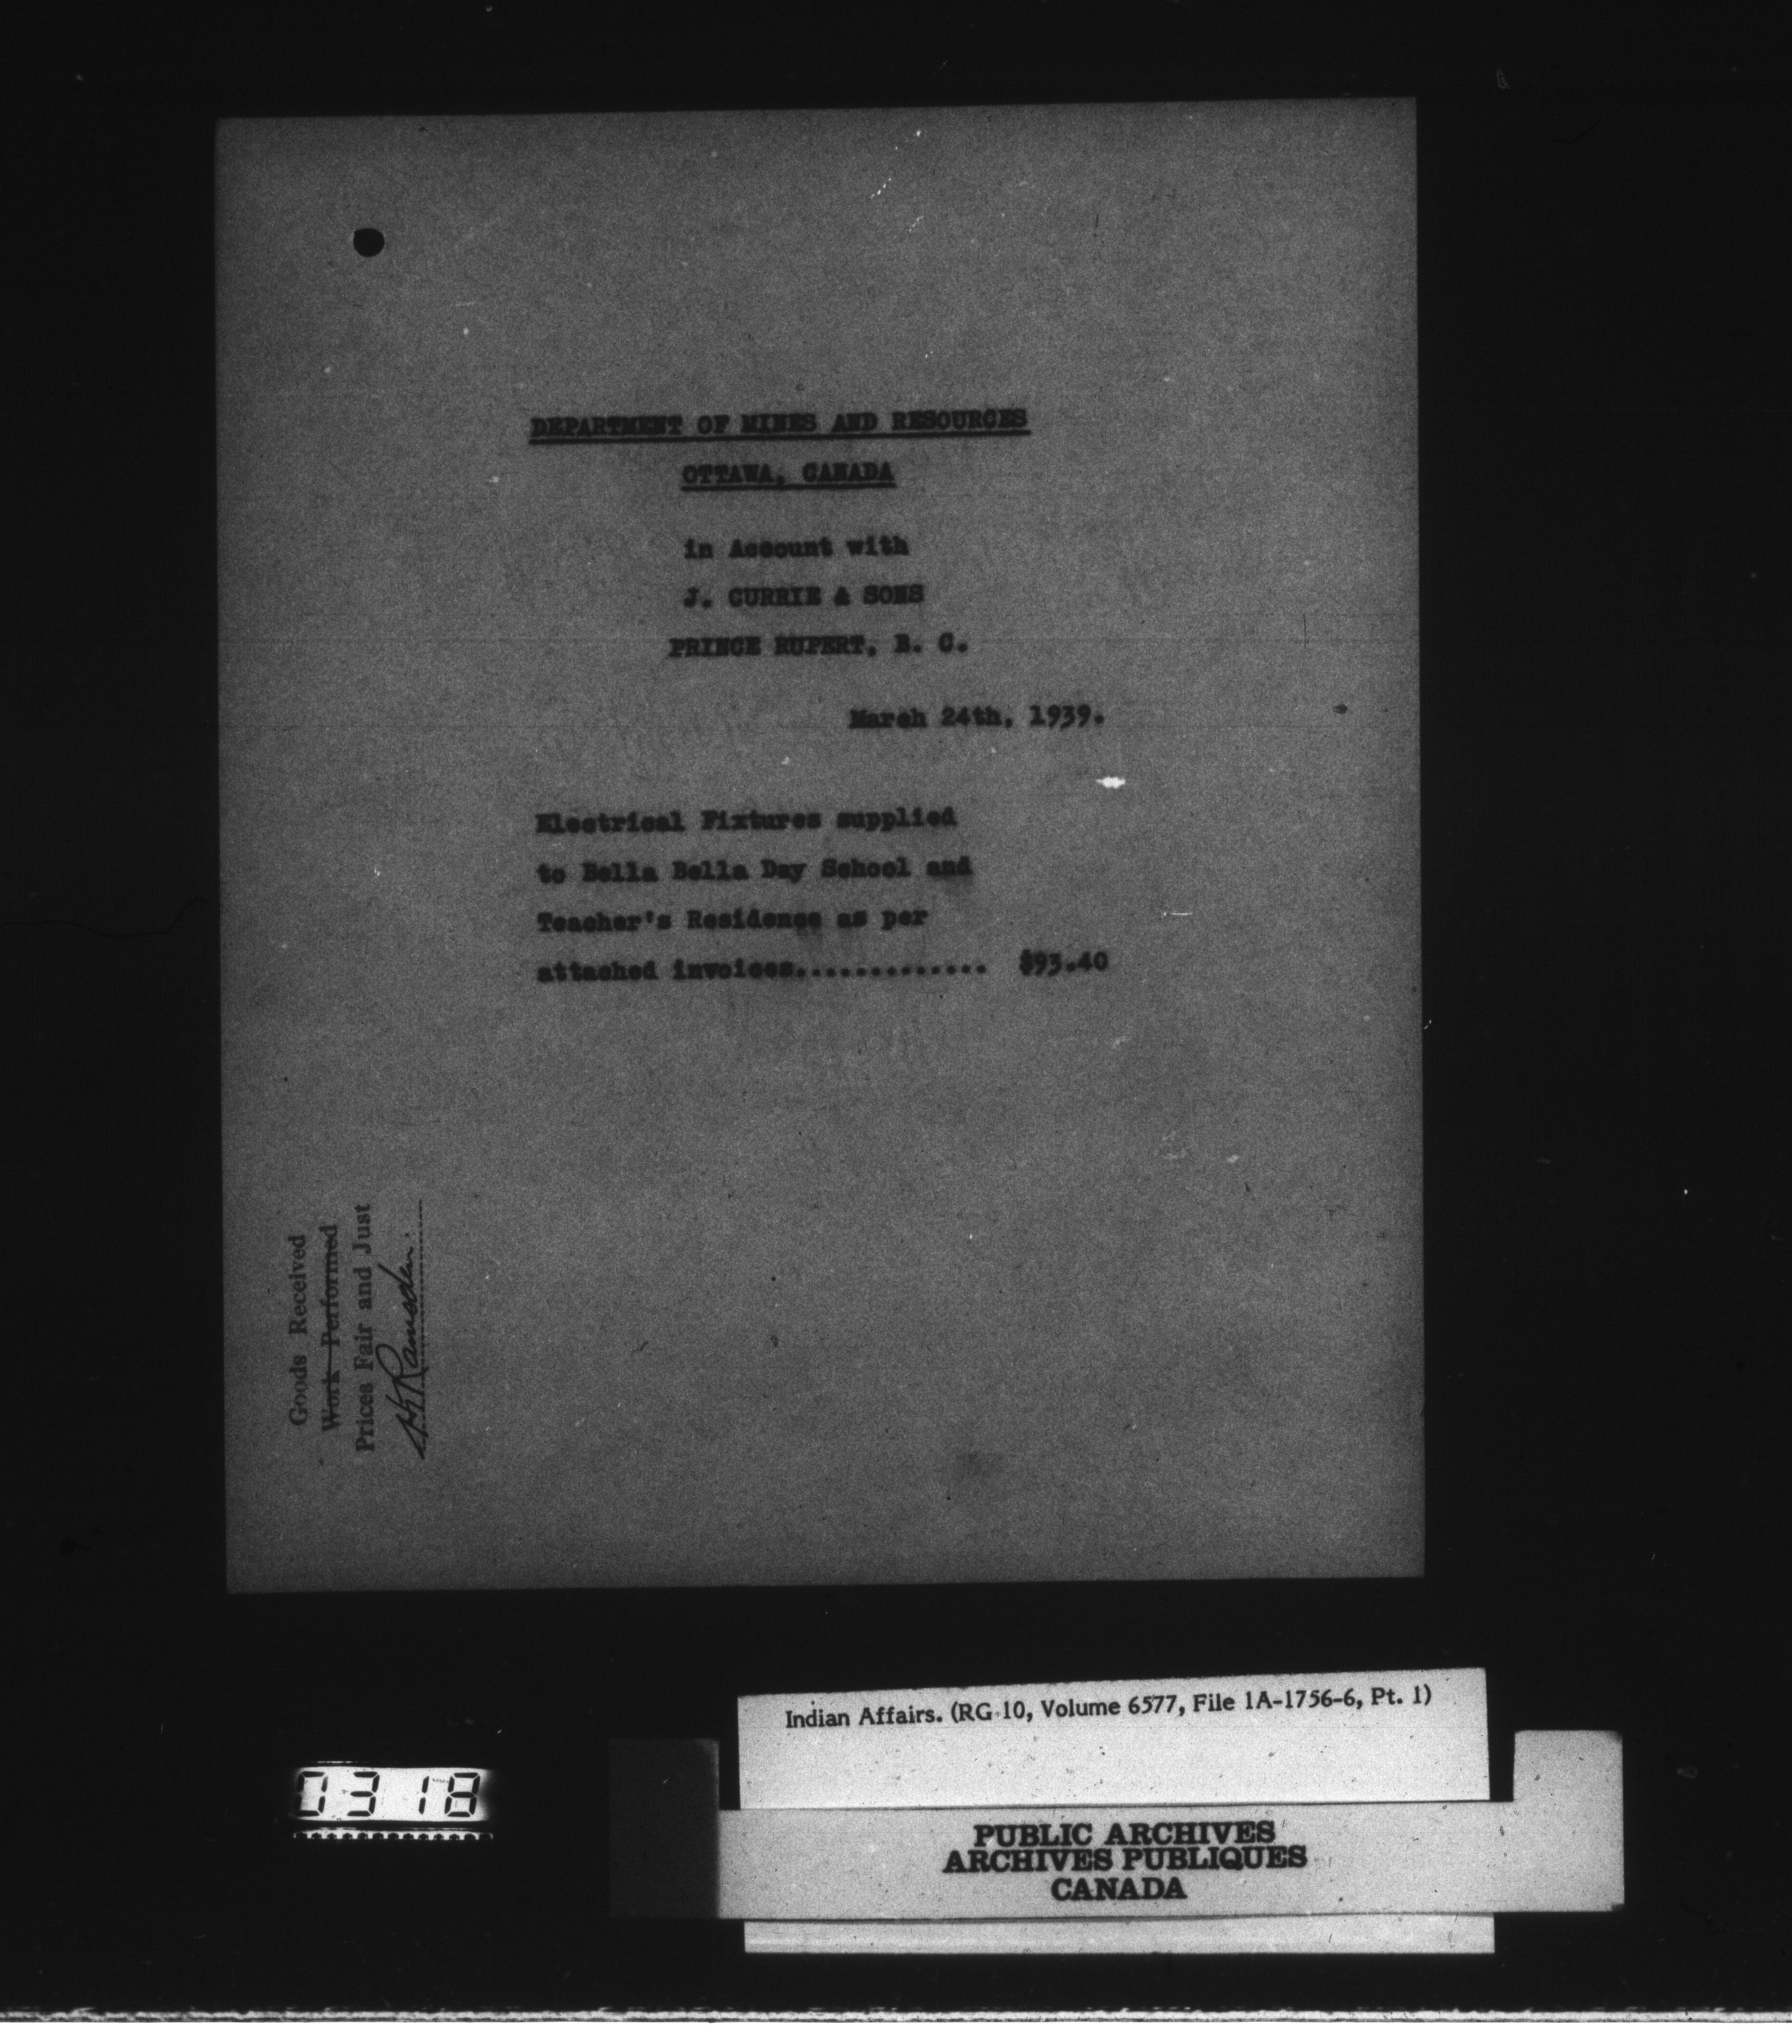 DEPARTMENT OF MINES AND RESOURCES
OTTAWA, CANADA
in Account with
J. CURRIE & SONS
PRINCE RUPERT, B. C.
March 24th, 1939.
Electrical Fixtures supplied
to Bella Bella Day School and
Teacher's Residence as per
attached invoices............. $93.40
Goods Received
Work Performed
Prices Fair and Just
Ramsden.
0318
Indian Affairs. (RG 10, Volume 6577, File 1A-1756-6, Pt. 1)
PUBLIC ARCHIVES
ARCHIVES PUBLIQUES
CANADA